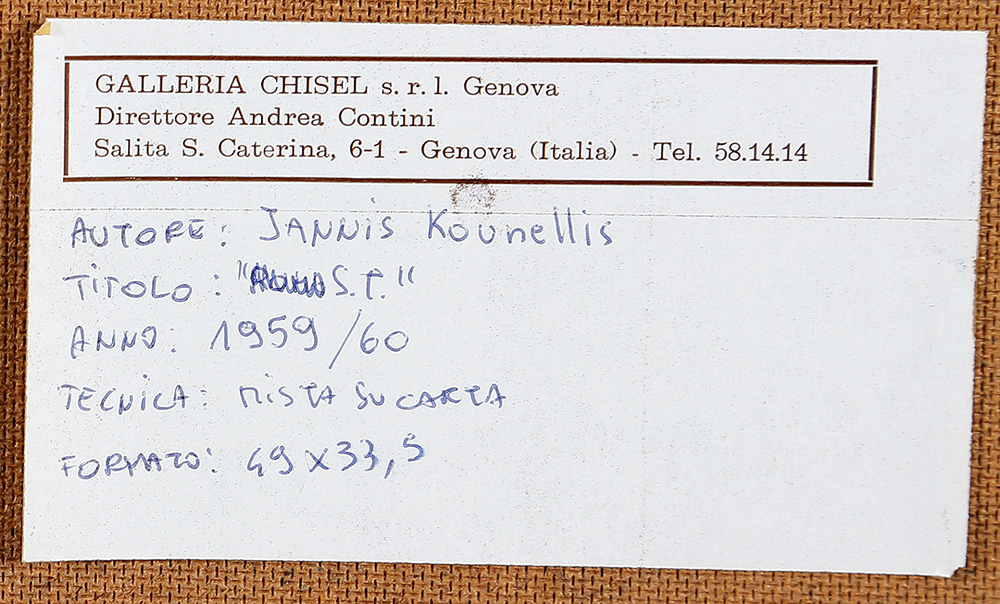 GALLERIA CHISEL s. r. l. Genova
Direttore Andrea Contini
Salita S. Caterina, 6-1 - Genova (Italia) - Tel. 58.14.14
AUTORE: JANNIS Kounellis
TITOLO: "S.T."
ANNO: 1959/60
TECNICA: MISTA SU CARTA
FORMATO: 49 x 33,5